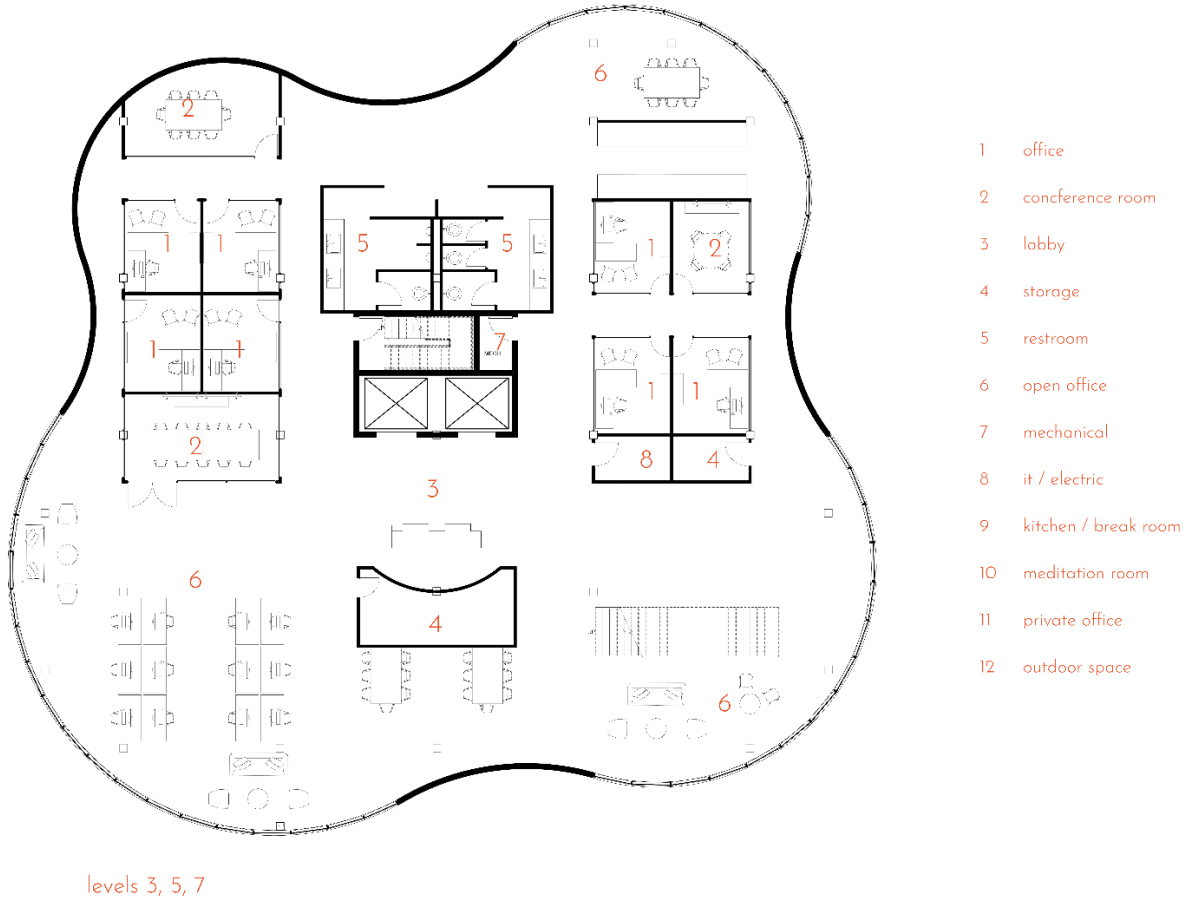 6
2
1 office
2 concference room
1 1 5 5 1 2
3 lobby
4 storage
1 1 7
5 restroom
MECH
1 1
6 open office
2 8 4
7 mechanical
3
8 it / electric
9 kitchen / break room
6
10 meditation room
4
11 private office
6
12 outdoor space
levels 3, 5, 7